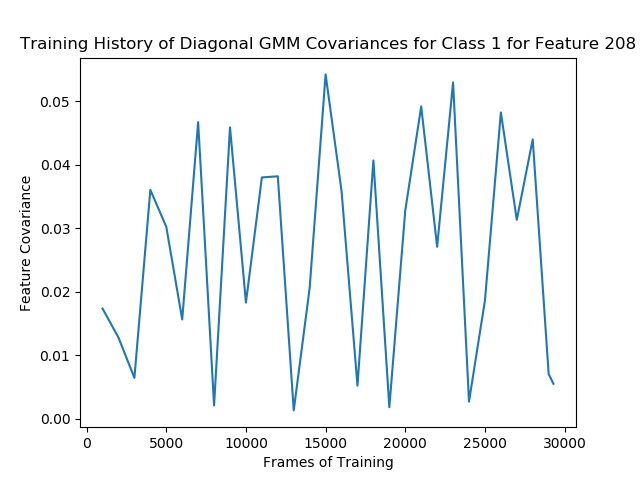 Training History of Diagonal GMM Covariances for Class 1 for Feature 208
0.05
0.04
0.03
0.02
0.01
0.00
Feature Covariance
0 5000 10000 15000 20000 25000 30000
Frames of Training